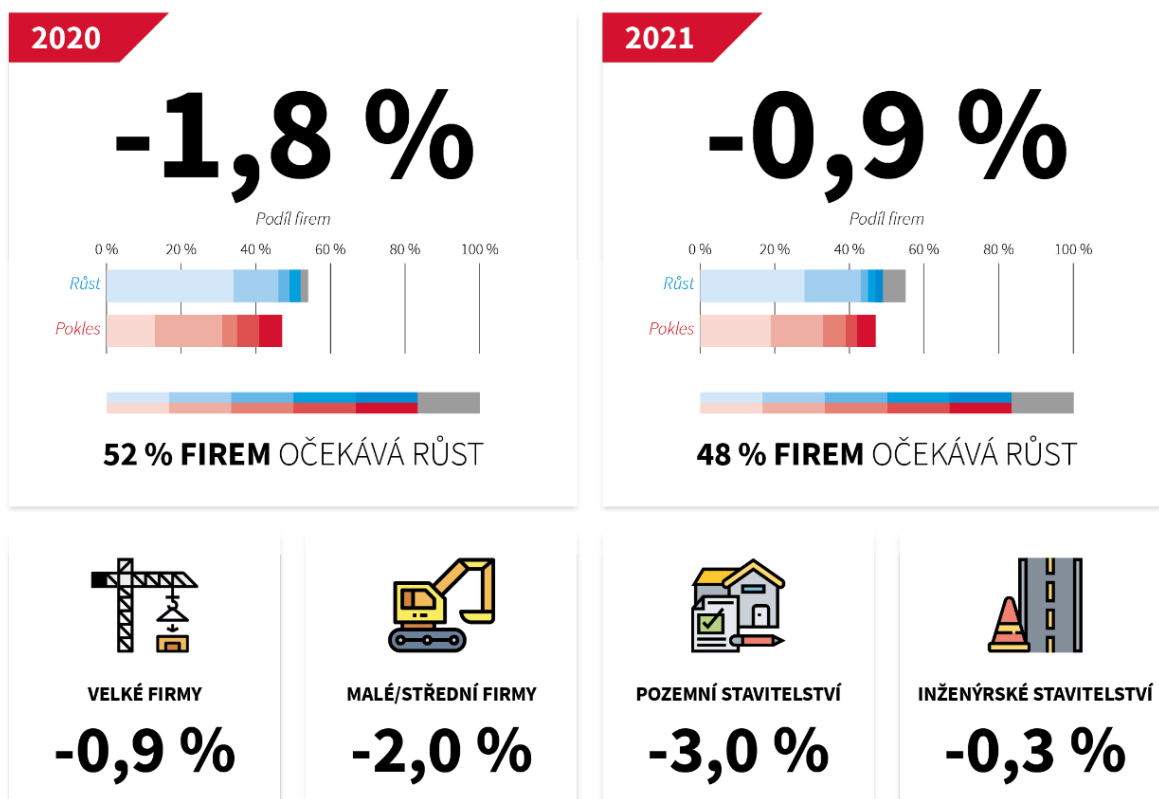 2020
-1,8 %
Podíl firem
0 % 20 % 40 % 60 % 80 % 100 %
Růst
Pokles
52 % FIREM OČEKÁVÁ RŮST
2021
-0,9 %
Podíl firem
0 % 20 % 40 % 60 % 80 % 100 %
Růst
Pokles
48 % FIREM OČEKÁVÁ RŮST
VELKÉ FIRMY
-0,9 %
MALÉ/STŘEDNÍ FIRMY
-2,0 %
POZEMNÍ STAVITELSTVÍ
-3,0 %
INŽENÝRSKÉ STAVITELSTVÍ
-0,3 %